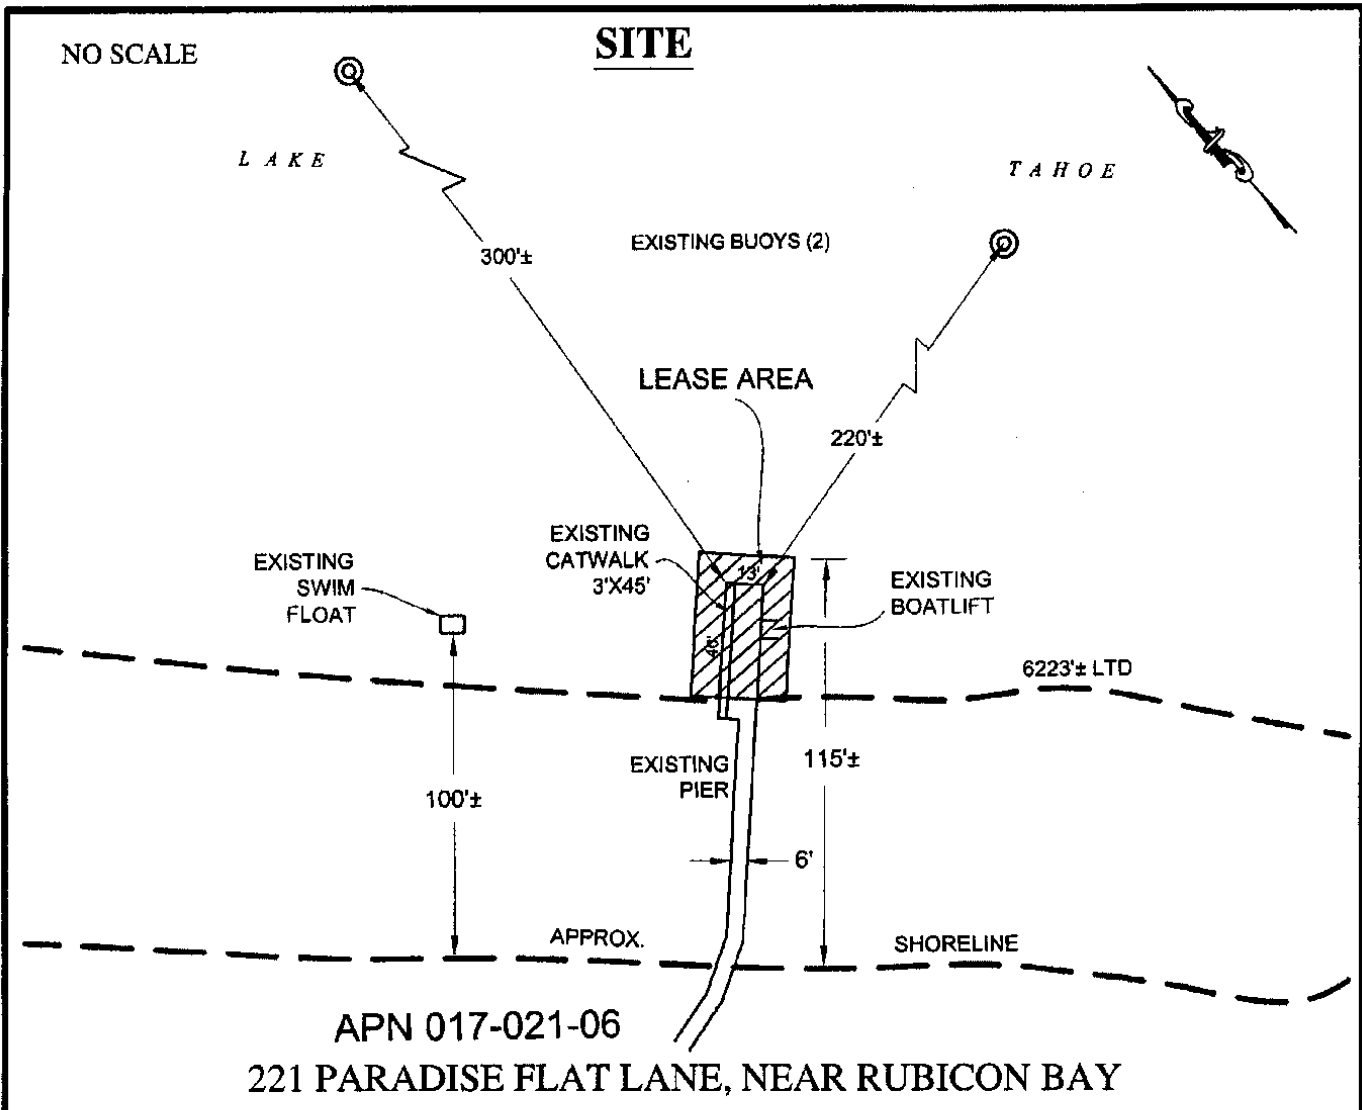 NO SCALE
SITE
LAKE
TAHOE
300'±
EXISTING BUOYS (2)
LEASE AREA
220'±
EXISTING
CATWALK
3'X45'
13'
EXISTING
SWIM
FLOAT
EXISTING
BOATLIFT
6223'± LTD
EXISTING
PIER
115'±
100'±
6'
APPROX.
SHORELINE
APN 017-021-06
221 PARADISE FLAT LANE, NEAR RUBICON BAY